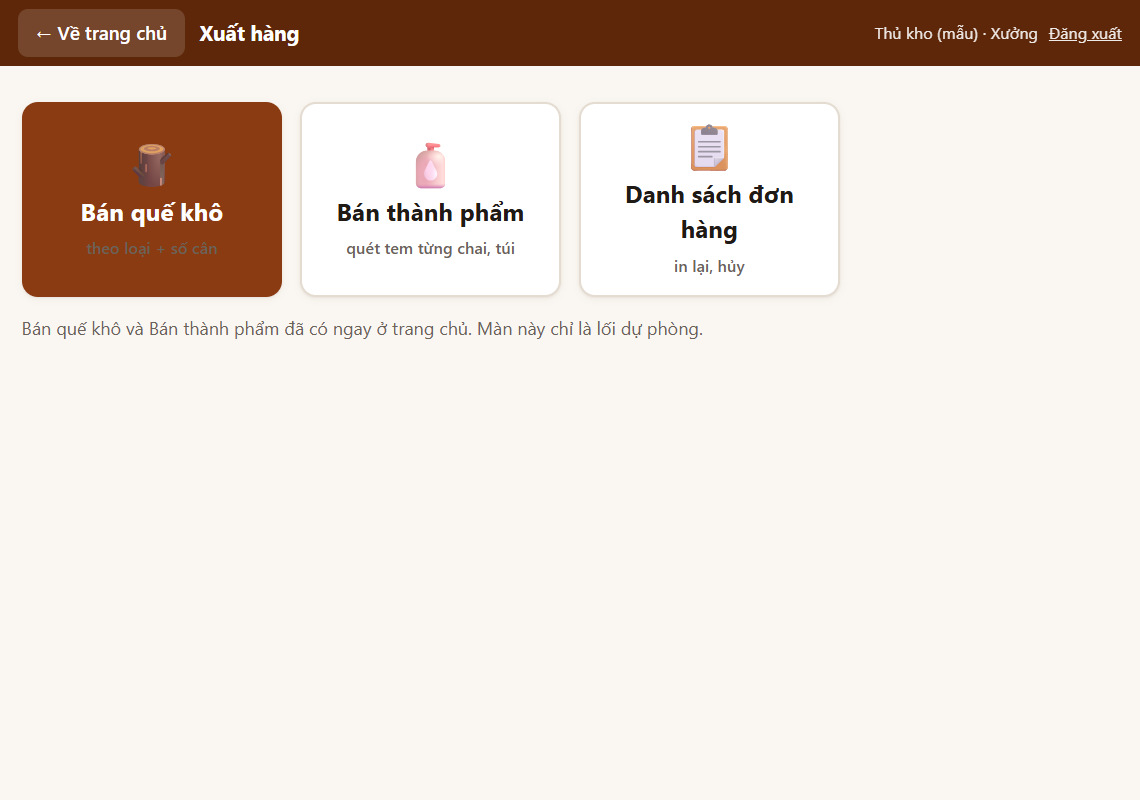 ← Về trang chủ
Xuất hàng
Thủ kho (mẫu) · Xưởng Đăng xuất
Bán quế khô
theo loại + số cân
Bán thành phẩm
quét tem từng chai, túi
Danh sách đơn
hàng
in lại, hủy
Bán quế khô và Bán thành phẩm đã có ngay ở trang chủ. Màn này chỉ là lối dự phòng.